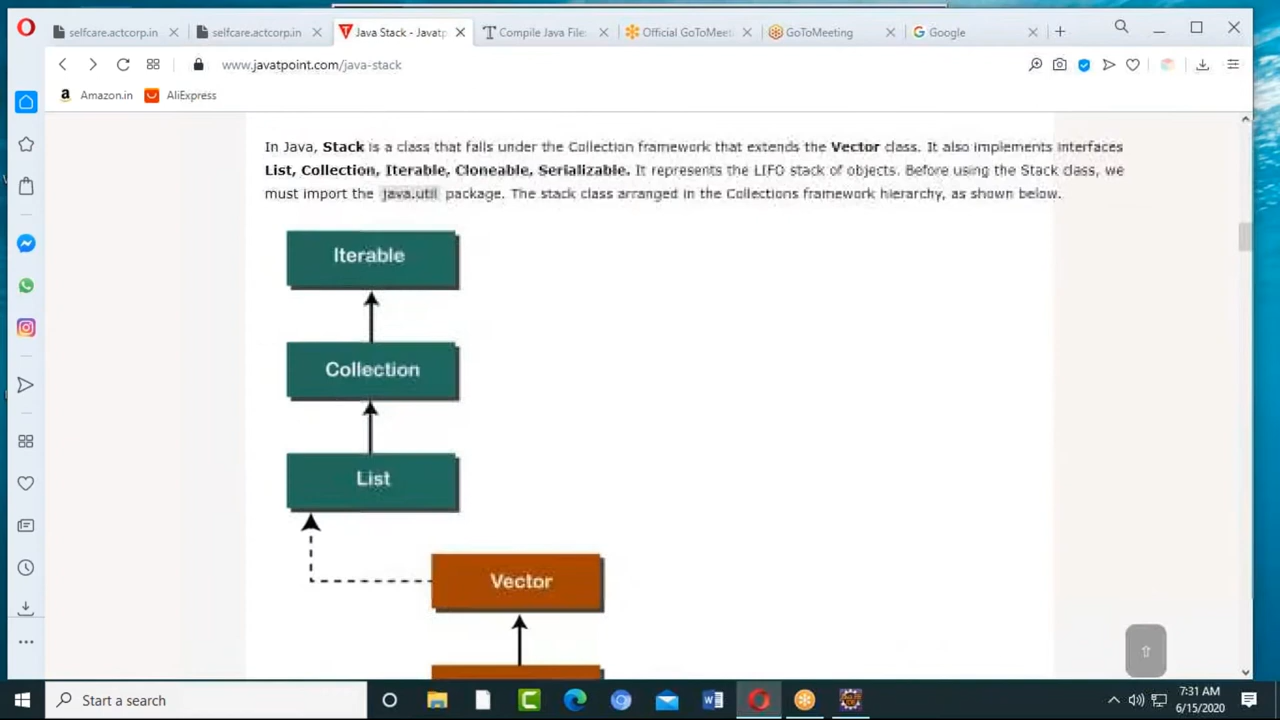 selfcare.actcorp.in
selfcare.actcorp.in
Java Stack - Javatp
Compile Java File:
Official GoToMeet
GoToMeeting
Google
www.javatpoint.com/java-stack
Amazon.in
AliExpress
In Java, Stack is a class that falls under the Collection framework that extends the Vector class. It also implements interfaces
List, Collection, Iterable, Cloneable, Serializable. It represents the LIFO stack of objects. Before using the Stack class, we
must import the java.util package. The stack class arranged in the Collections framework hierarchy, as shown below.
Iterable
Collection
List
Vector
Start a search
7:31 AM
6/15/2020